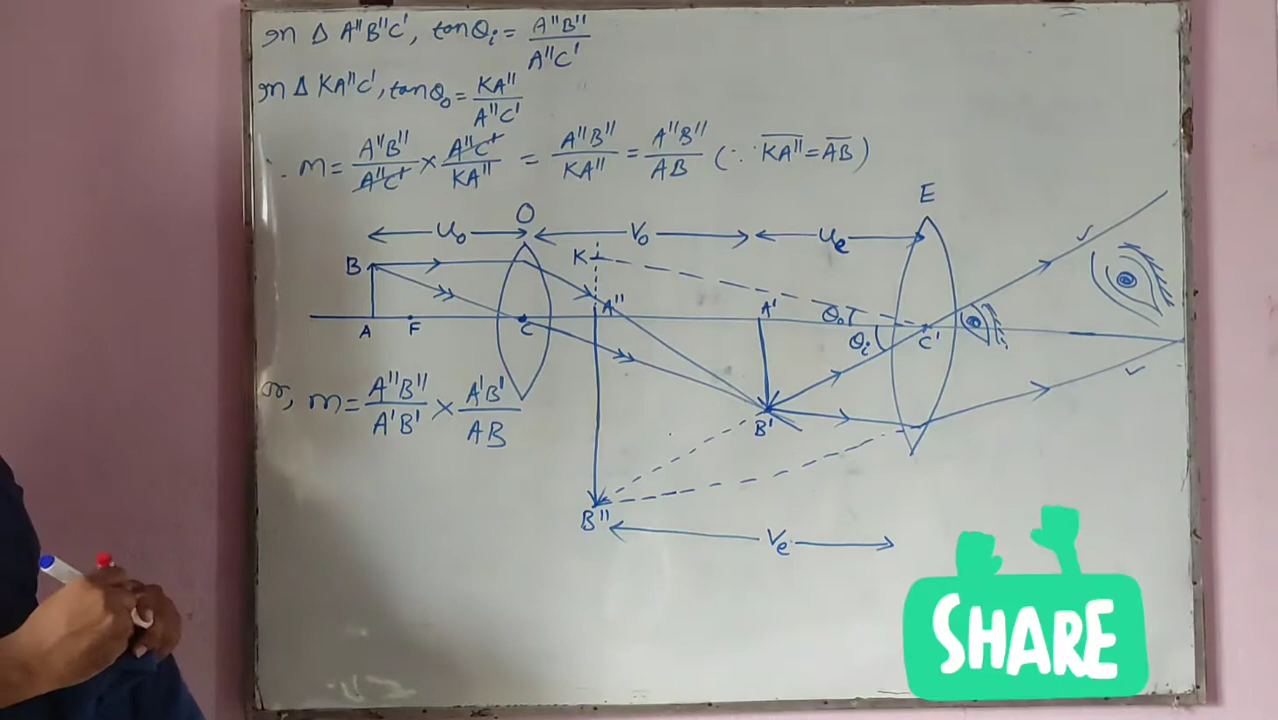 In Δ A"B"C', tanθi = A"B"/A"C'
In Δ KA"C', tanθo = KA"/A"C'
. m = A"B"/A"C' × A"C'/KA" = A"B"/KA" = A"B"/AB (∵ KA" = AB)
E
O
uo Vo ue
K
B
A" A' θo
A F C θi C'
or, m = A"B"/A'B' × A'B'/AB
B'
B"
Ve
SHARE